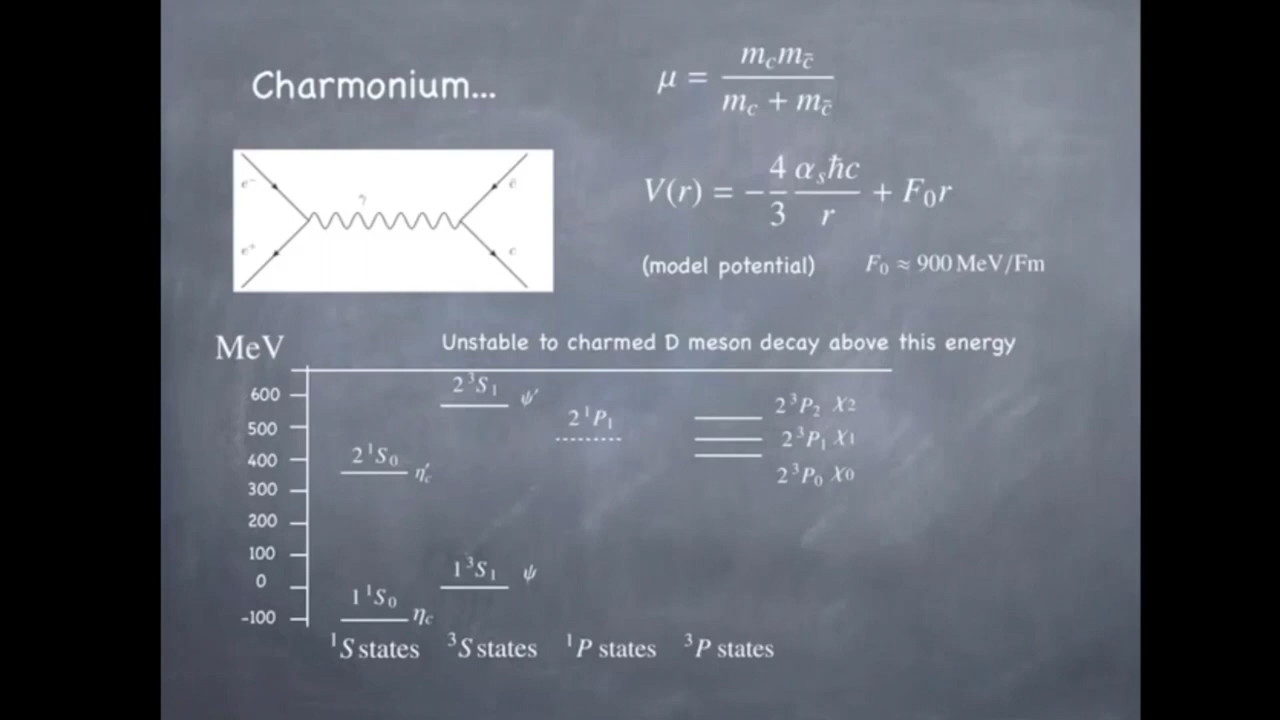 Charmonium...
μ = m_c m_c̄ / (m_c + m_c̄)
e⁻ γ c̄
e⁺ c
V(r) = −(4/3) (α_s ħc / r) + F₀r
(model potential) F₀ ≈ 900 MeV/Fm
MeV Unstable to charmed D meson decay above this energy
600
500
400
300
200
100
0
-100
2³S₁ ψ′
2¹P₁
2³P₂ χ2
2³P₁ χ1
2³P₀ χ0
2¹S₀ η′c
1³S₁ ψ
1¹S₀ ηc
¹S states ³S states ¹P states ³P states